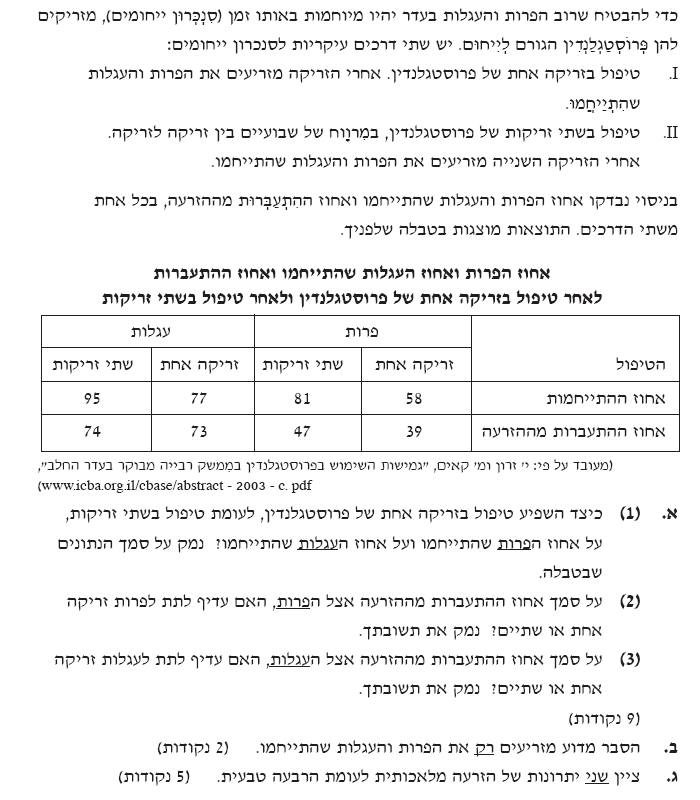 כדי להבטיח שרוב הפרות והעגלות בעדר יהיו מיוחמות באותו זמן (סִנְכְּרוּן ייחומים), מזריקים
להן פְּרוֹסְטַגְלַנְדִין הגורם לְיִיחוּם. יש שתי דרכים עיקריות לסנכרון ייחומים:
I. טיפול בזריקה אחת של פרוסטגלנדין. אחרי הזריקה מזריעים את הפרות והעגלות
שהִתְיַיחֲמוּ.
II. טיפול בשתי זריקות של פרוסטגלנדין, במִרווָח של שבועיים בין זריקה לזריקה.
אחרי הזריקה השנייה מזריעים את הפרות והעגלות שהתייחמו.
בניסוי נבדקו אחוז הפרות והעגלות שהתייחמו ואחוז ההִתְעַבְּרוּת מההזרעה, בכל אחת
משתי הדרכים. התוצאות מוצגות בטבלה שלפניך.
אחוז הפרות ואחוז העגלות שהתייחמו ואחוז ההתעברות
לאחר טיפול בזריקה אחת של פרוסטגלנדין ולאחר טיפול בשתי זריקות
פרות עגלות
הטיפול זריקה אחת שתי זריקות זריקה אחת שתי זריקות
אחוז ההתייחמות 58 81 77 95
אחוז ההתעברות מההזרעה 39 47 73 74
(מעובד על פי: י' זרון ומ' קאים, "גמישות השימוש בפרוסטגלנדין בממשק רבייה מבוקר בעדר החלב",
(www.icba.org.il/cbase/abstract - 2003 - c. pdf
א. (1) כיצד השפיע טיפול בזריקה אחת של פרוסטגלנדין, לעומת טיפול בשתי זריקות,
על אחוז הפרות שהתייחמו ועל אחוז העגלות שהתייחמו? נמק על סמך הנתונים
שבטבלה.
(2) על סמך אחוז ההתעברות מההזרעה אצל הפרות, האם עדיף לתת לפרות זריקה
אחת או שתיים? נמק את תשובתך.
(3) על סמך אחוז ההתעברות מההזרעה אצל העגלות, האם עדיף לתת לעגלות זריקה
אחת או שתיים? נמק את תשובתך.
(9 נקודות)
ב. הסבר מדוע מזריעים רק את הפרות והעגלות שהתייחמו. (2 נקודות)
ג. ציין שני יתרונות של הזרעה מלאכותית לעומת הרבעה טבעית. (5 נקודות)